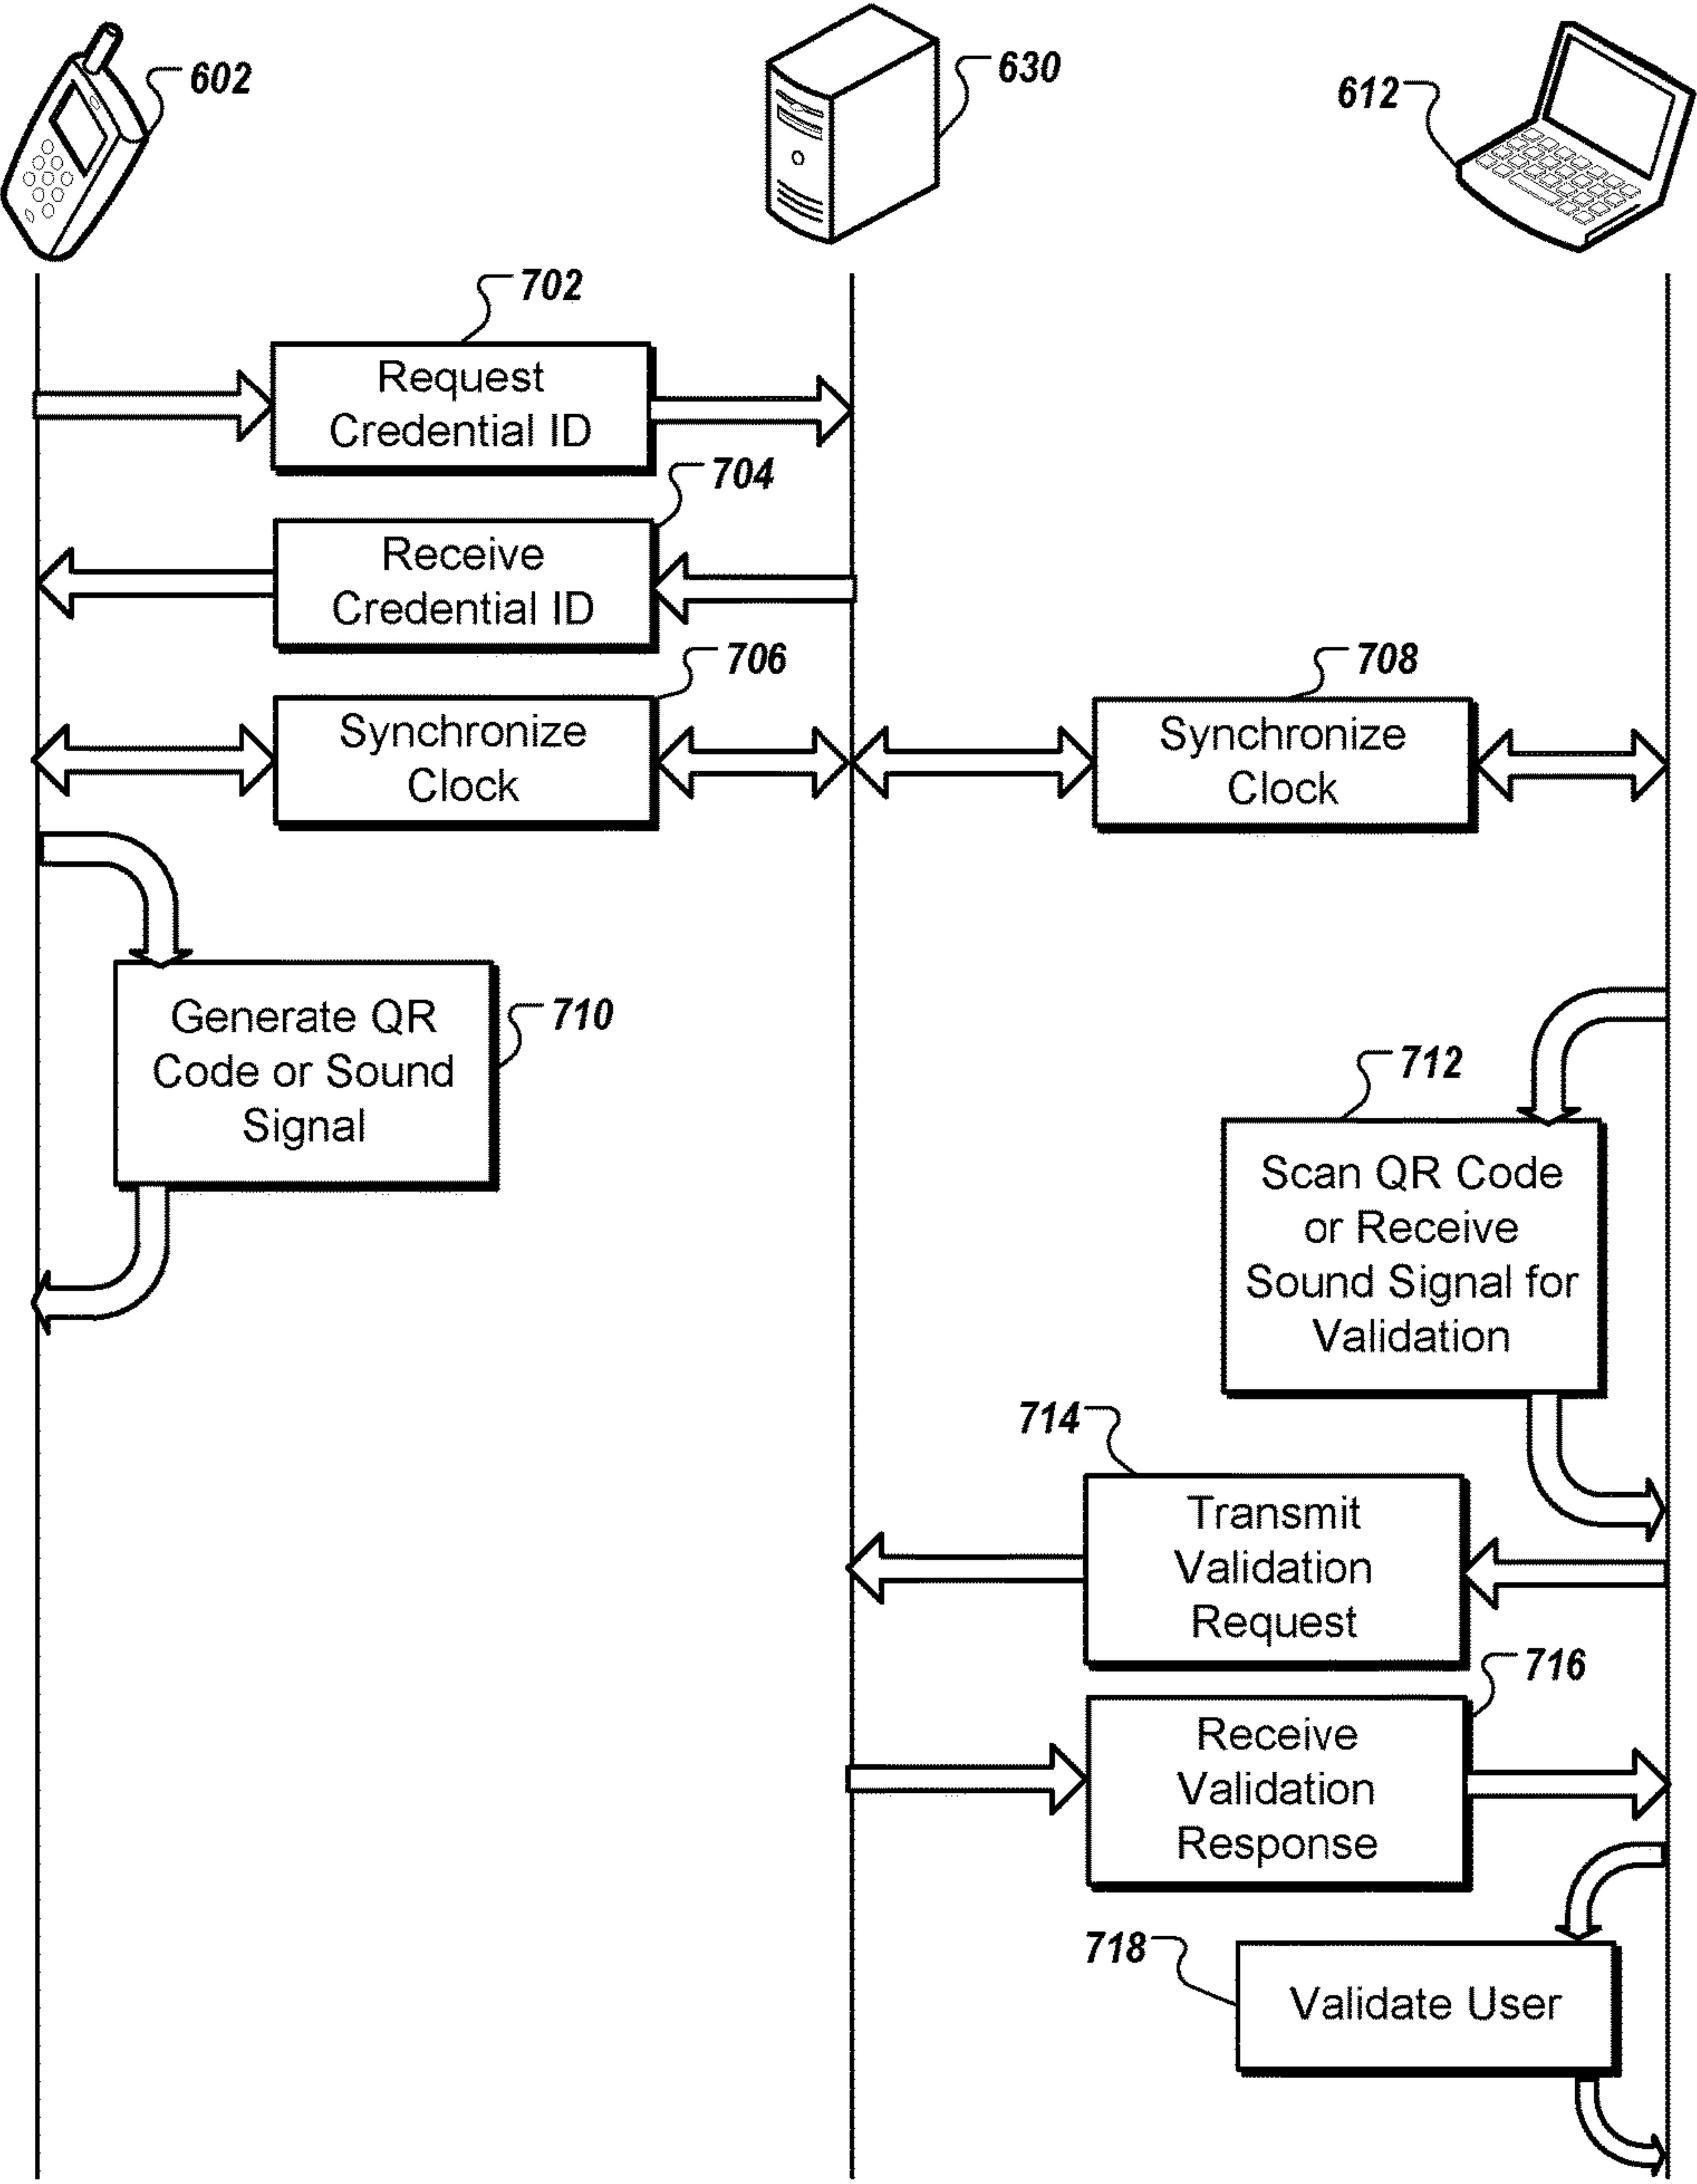 602
630
612
702
Request
Credential ID
704
Receive
Credential ID
706
Synchronize
Clock
708
Synchronize
Clock
Generate QR
Code or Sound
Signal
710
712
Scan QR Code
or Receive
Sound Signal for
Validation
714
Transmit
Validation
Request
716
Receive
Validation
Response
718
Validate User